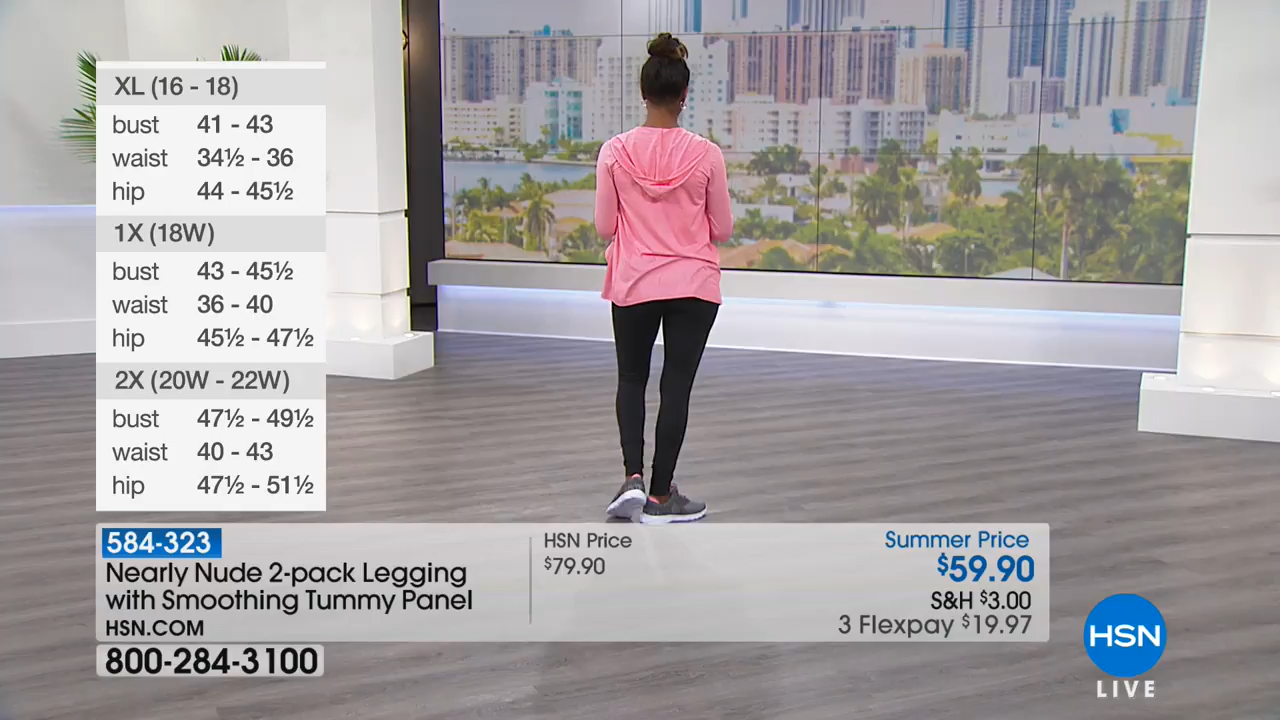 XL (16 - 18)
bust 41 - 43
waist 34½ - 36
hip 44 - 45½
1X (18W)
bust 43 - 45½
waist 36 - 40
hip 45½ - 47½
2X (20W - 22W)
bust 47½ - 49½
waist 40 - 43
hip 47½ - 51½
584-323
Nearly Nude 2-pack Legging
with Smoothing Tummy Panel
HSN.COM
800-284-3100
HSN Price
$79.90
Summer Price
$59.90
S&H $3.00
3 Flexpay $19.97
HSN
LIVE